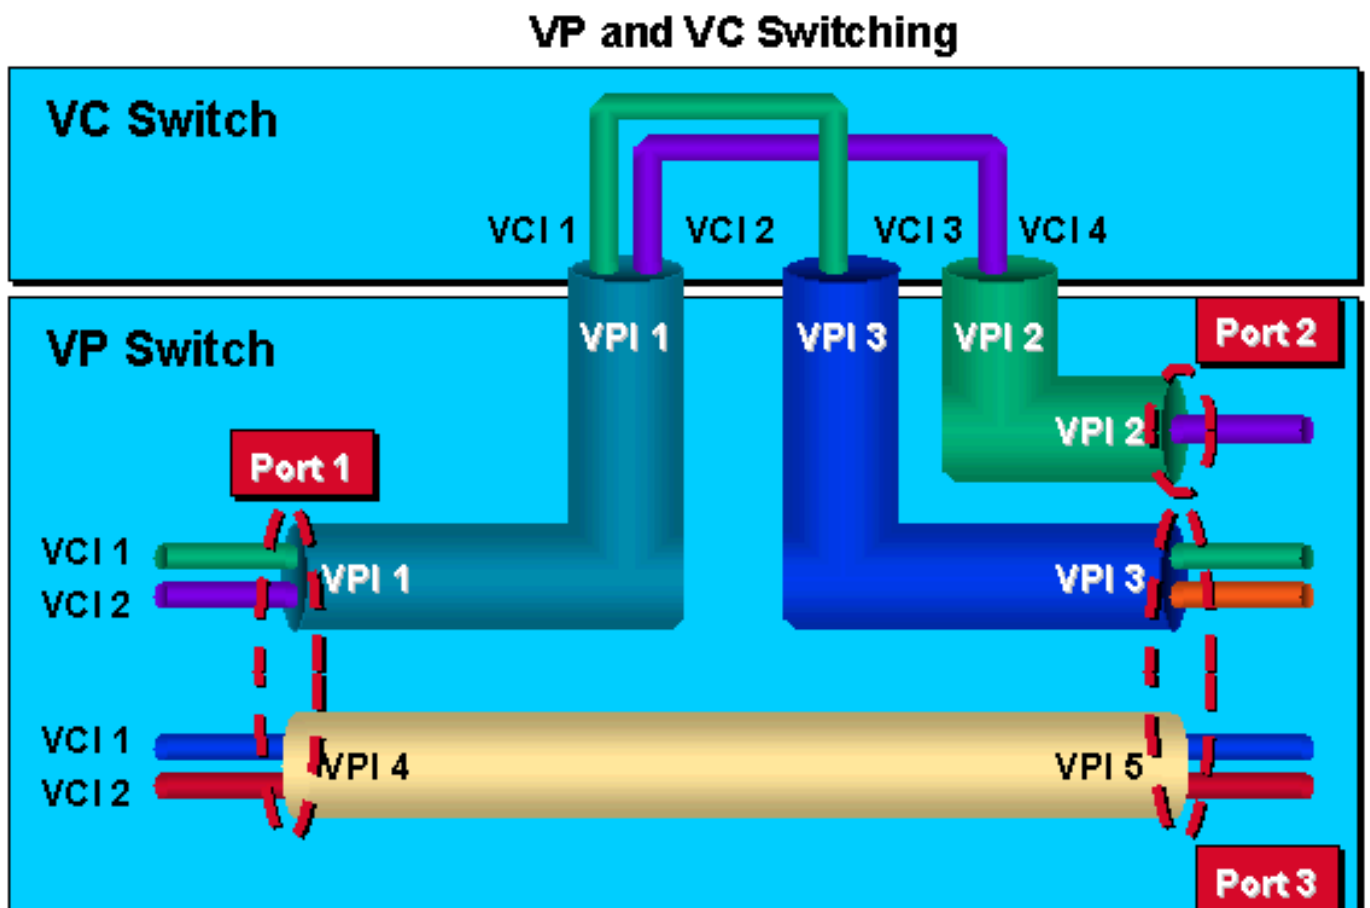 VP and VC Switching
VC Switch
VCI 1
VCI 2
VCI 3
VCI 4
VP Switch
VPI 1
VPI 3
VPI 2
Port 2
VPI 2
Port 1
VCI 1
VCI 2
VPI 1
VPI 3
VCI 1
VCI 2
VPI 4
VPI 5
Port 3